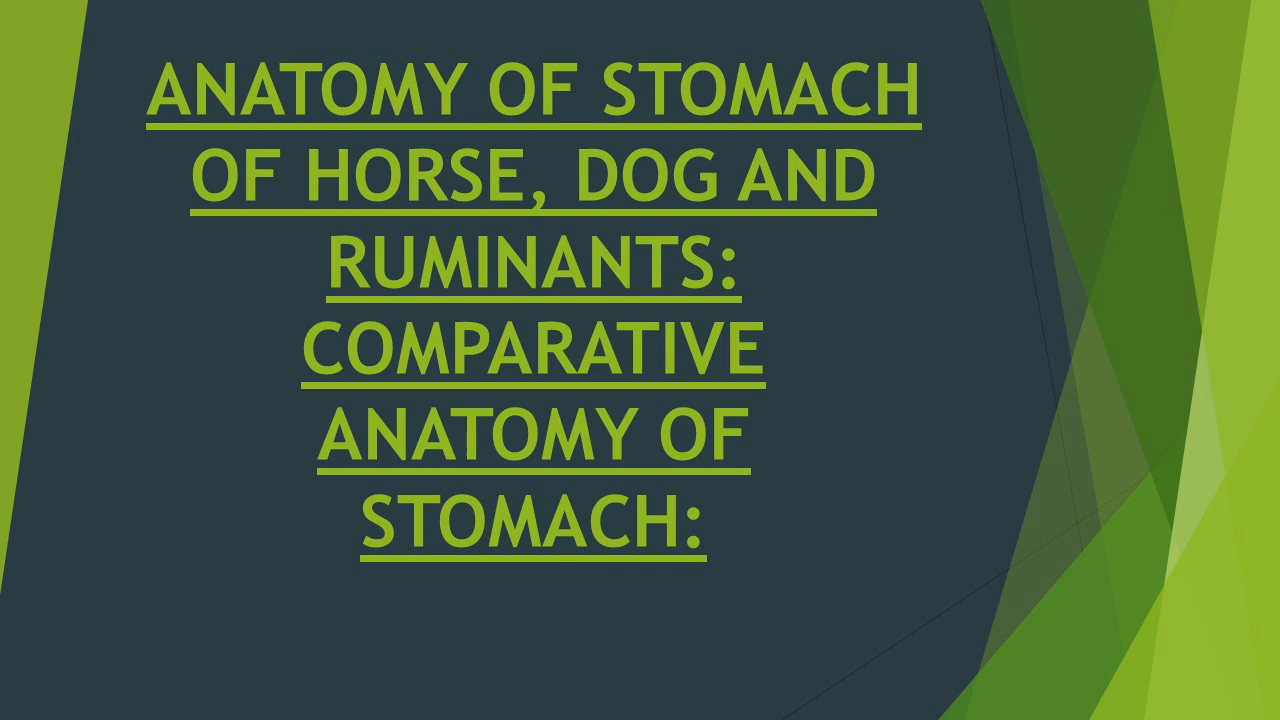 ANATOMY OF STOMACH
OF HORSE, DOG AND
RUMINANTS:
COMPARATIVE
ANATOMY OF
STOMACH: